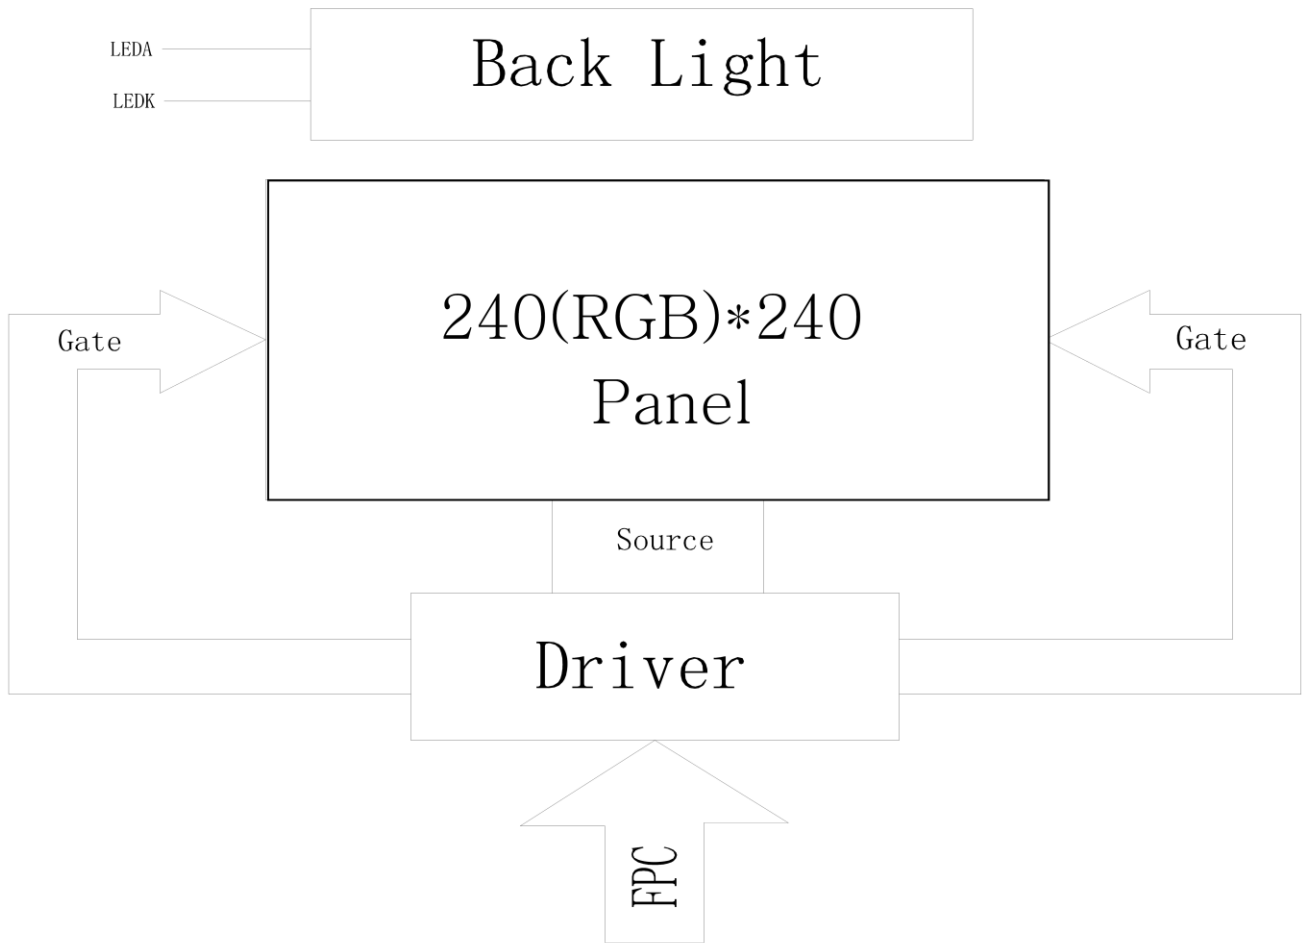 LEDA
Back Light
LEDK
240(RGB)*240
Panel
Gate
Gate
Source
Driver
FPC